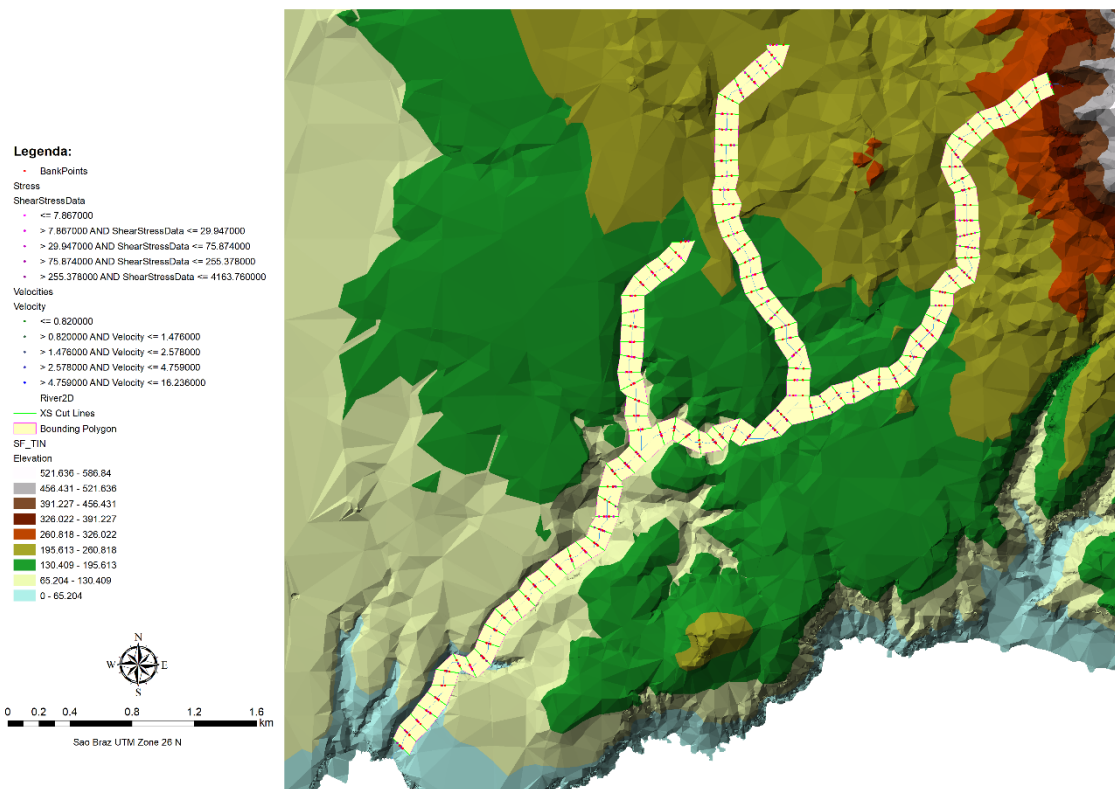 Legenda:
BankPoints
Stress
ShearStressData
<= 7.867000
> 7.867000 AND ShearStressData <= 29.947000
> 29.947000 AND ShearStressData <= 75.874000
> 75.874000 AND ShearStressData <= 255.378000
> 255.378000 AND ShearStressData <= 4163.760000
Velocities
Velocity
<= 0.820000
> 0.820000 AND Velocity <= 1.476000
> 1.476000 AND Velocity <= 2.578000
> 2.578000 AND Velocity <= 4.759000
> 4.759000 AND Velocity <= 16.236000
River2D
XS Cut Lines
Bounding Polygon
SF_TIN
Elevation
521.636 - 586.84
456.431 - 521.636
391.227 - 456.431
326.022 - 391.227
260.818 - 326.022
195.613 - 260.818
130.409 - 195.613
65.204 - 130.409
0 - 65.204
N
W E
S
0 0.2 0.4 0.8 1.2 1.6
km
Sao Braz UTM Zone 26 N